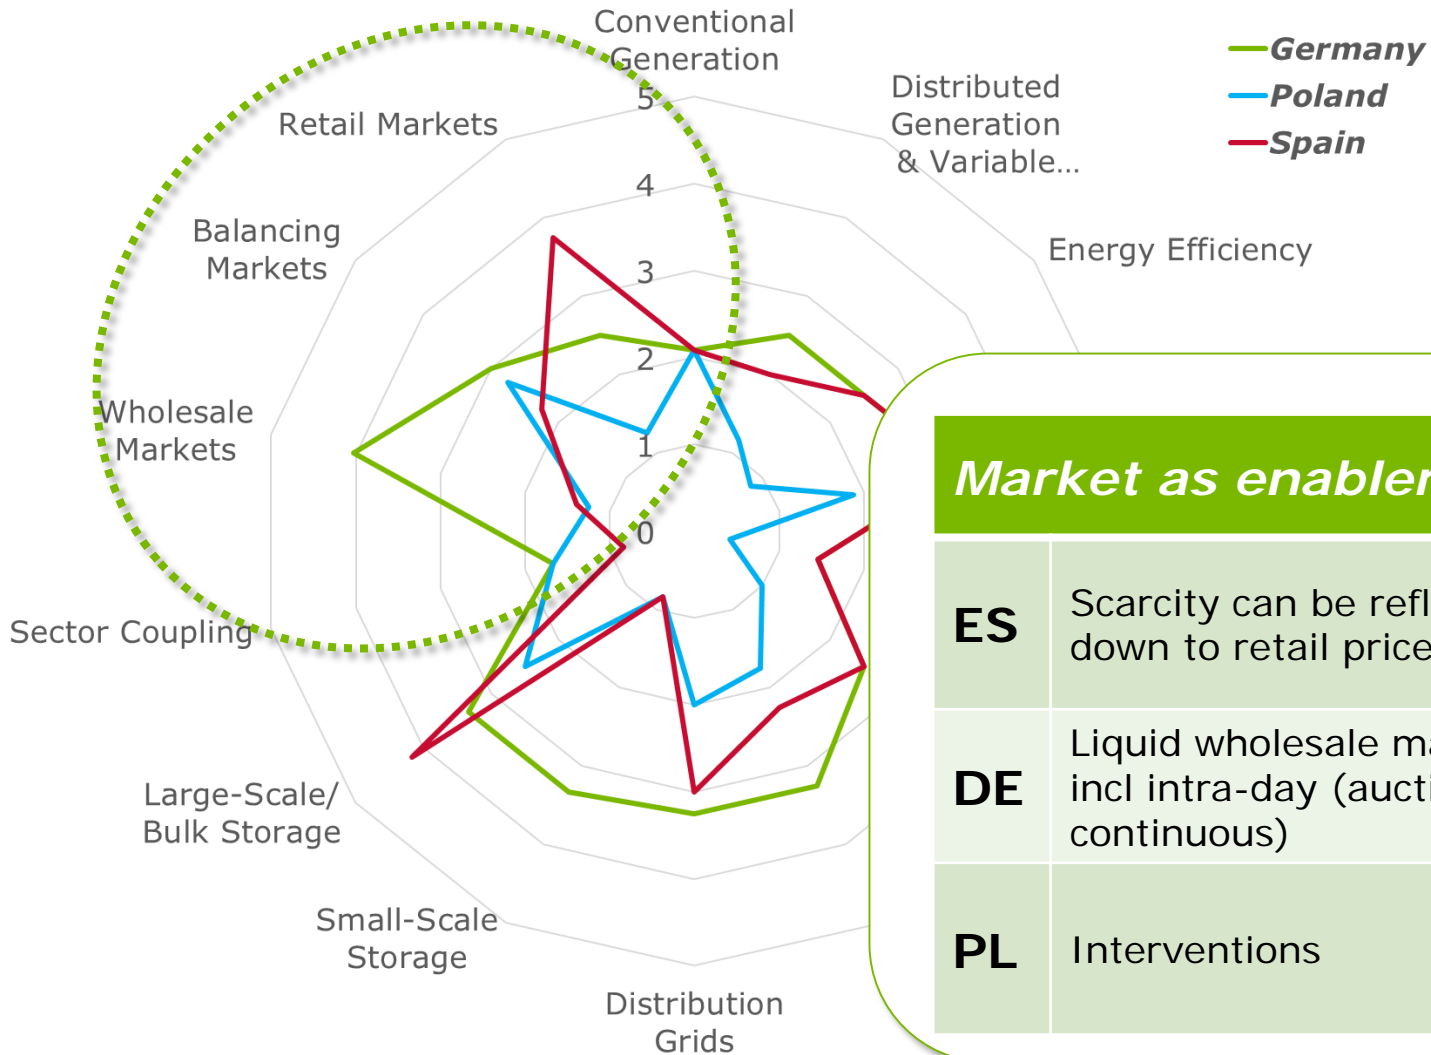 Conventional
Generation
Germany
Poland
Spain
Distributed
Generation
& Variable...
Retail Markets
Energy Efficiency
Balancing
Markets
Wholesale
Markets
Sector Coupling
Large-Scale/
Bulk Storage
Small-Scale
Storage
Distribution
Grids
5
4
3
2
1
0
Market as enabler
ES
Scarcity can be refl
down to retail price
DE
Liquid wholesale ma
incl intra-day (aucti
continuous)
PL
Interventions